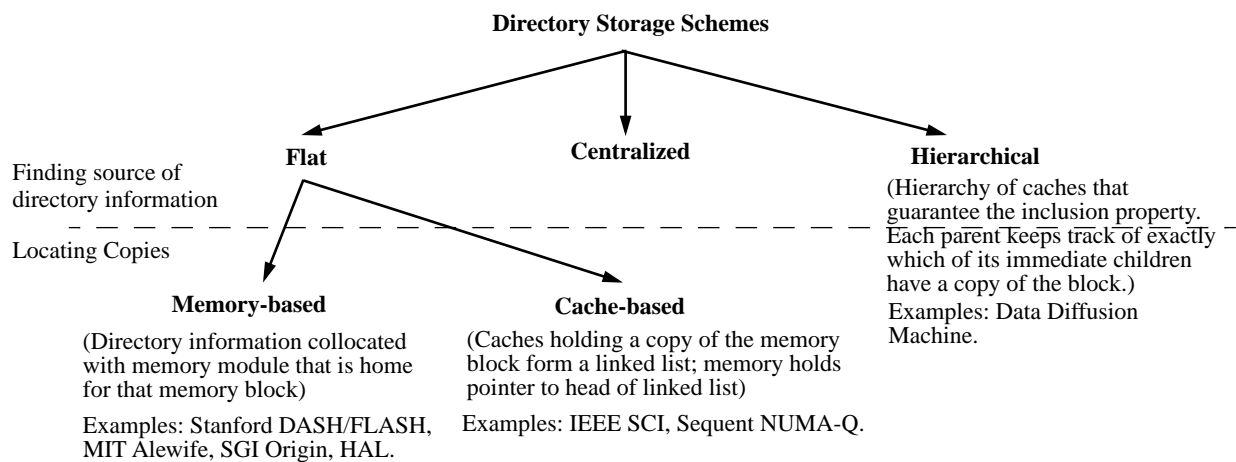 Directory Storage Schemes
Flat
Centralized
Hierarchical
Finding source of
directory information
(Hierarchy of caches that
guarantee the inclusion property.
Each parent keeps track of exactly
which of its immediate children
have a copy of the block.)
Examples: Data Diffusion
Machine.
Locating Copies
Memory-based
(Directory information collocated
with memory module that is home
for that memory block)
Examples: Stanford DASH/FLASH,
MIT Alewife, SGI Origin, HAL.
Cache-based
(Caches holding a copy of the memory
block form a linked list; memory holds
pointer to head of linked list)
Examples: IEEE SCI, Sequent NUMA-Q.